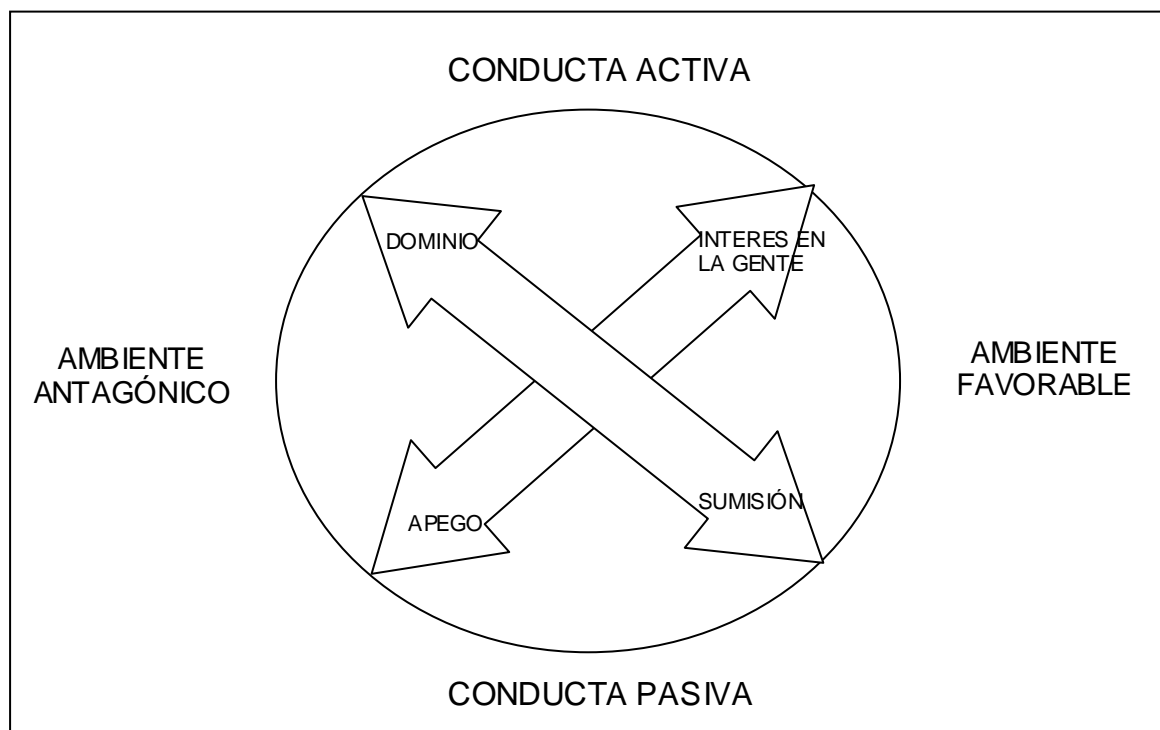 CONDUCTA ACTIVA
DOMINIO
INTERES EN
LA GENTE
AMBIENTE
ANTAGÓNICO
AMBIENTE
FAVORABLE
APEGO
SUMISIÓN
CONDUCTA PASIVA